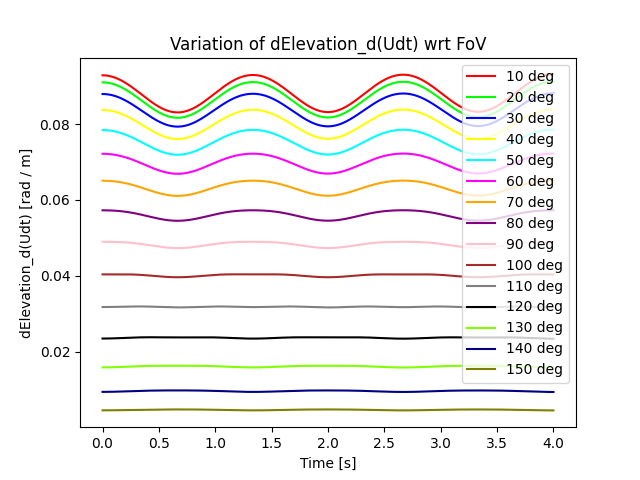 Variation of dElevation_d(Udt) wrt FoV
dElevation_d(Udt) [rad / m]
0.08
0.06
0.04
0.02
10 deg
20 deg
30 deg
40 deg
50 deg
60 deg
70 deg
80 deg
90 deg
100 deg
110 deg
120 deg
130 deg
140 deg
150 deg
0.0 0.5 1.0 1.5 2.0 2.5 3.0 3.5 4.0
Time [s]